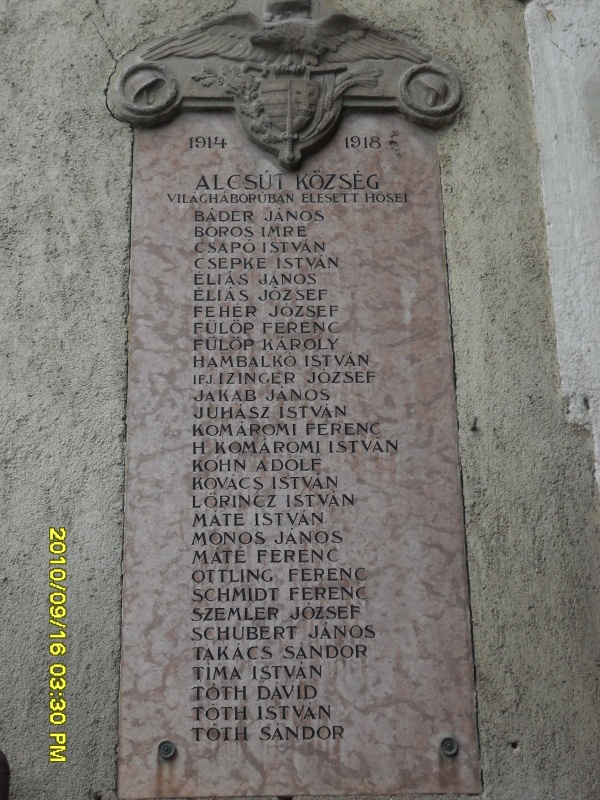 1914 1918
ALCSÚT KÖZSÉG
VILÁGHÁBORÚBAN ELESETT HŐSEI
BÁDER JÁNOS
BOROS IMRE
CSAPÓ ISTVÁN
CSEPKE ISTVÁN
ÉLIÁS JÁNOS
ÉLIÁS JÓZSEF
FEHÉR JÓZSEF
FÜLÖP FERENC
FÜLÖP KÁROLY
HAMBALKÓ ISTVÁN
IFJ. IZINGER JÓZSEF
JAKAB JÁNOS
JUHÁSZ ISTVÁN
KOMÁROMI FERENC
H. KOMÁROMI ISTVÁN
KOHN ADOLF
KOVÁCS ISTVÁN
LŐRINCZ ISTVÁN
MÁTÉ ISTVÁN
MÓNOS JÁNOS
MÁTÉ FERENC
OTTLING FERENC
SCHMIDT FERENC
SZEMLER JÓZSEF
SCHUBERT JÁNOS
TAKÁCS SÁNDOR
TIMA ISTVÁN
TÓTH DÁVID
TÓTH ISTVÁN
TÓTH SÁNDOR
2010/09/16 03:30 PM